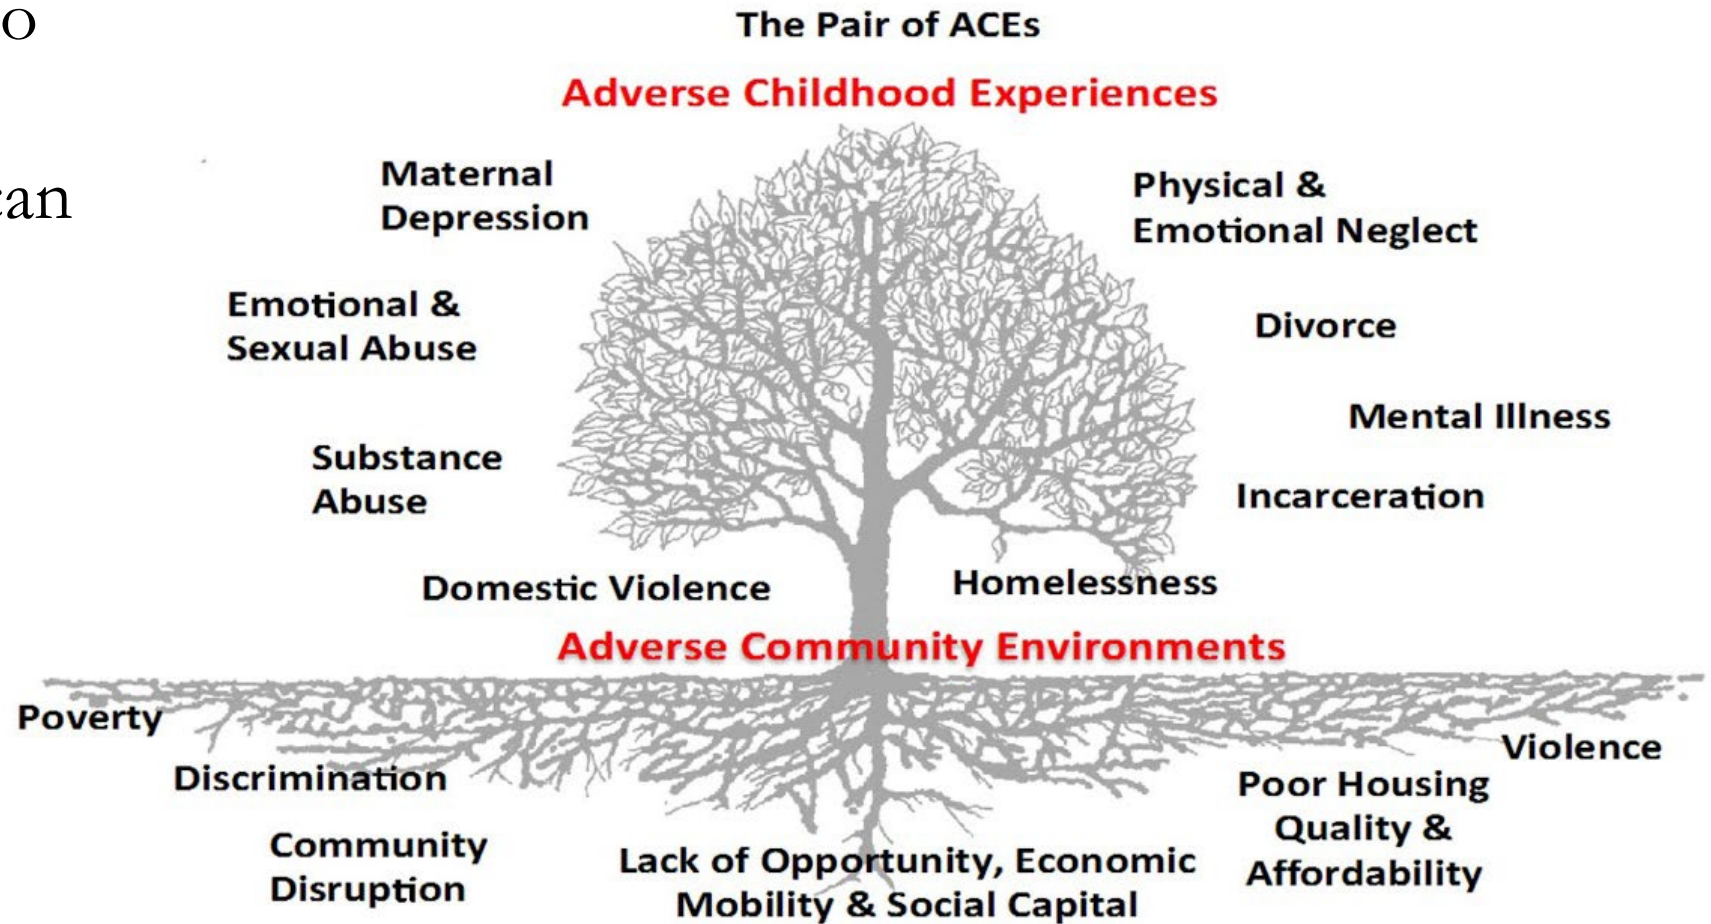 o
The Pair of ACEs
Adverse Childhood Experiences
can
Maternal
Depression
Physical &
Emotional Neglect
Emotional &
Sexual Abuse
Divorce
Mental Illness
Substance
Abuse
Incarceration
Domestic Violence
Homelessness
Adverse Community Environments
Poverty
Violence
Discrimination
Poor Housing
Quality &
Affordability
Community
Disruption
Lack of Opportunity, Economic
Mobility & Social Capital